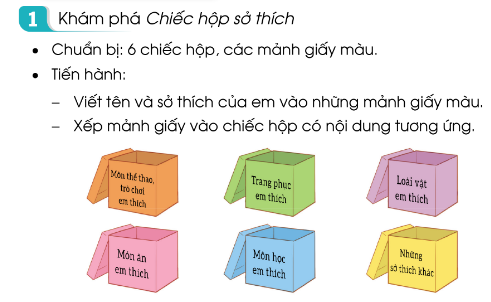 1 Khám phá Chiếc hộp sở thích
• Chuẩn bị: 6 chiếc hộp, các mảnh giấy màu.
• Tiến hành:
– Viết tên và sở thích của em vào những mảnh giấy màu.
– Xếp mảnh giấy vào chiếc hộp có nội dung tương ứng.
Môn thể thao,
trò chơi
em thích
Trang phục
em thích
Loài vật
em thích
Món ăn
em thích
Môn học
em thích
Những
sở thích khác